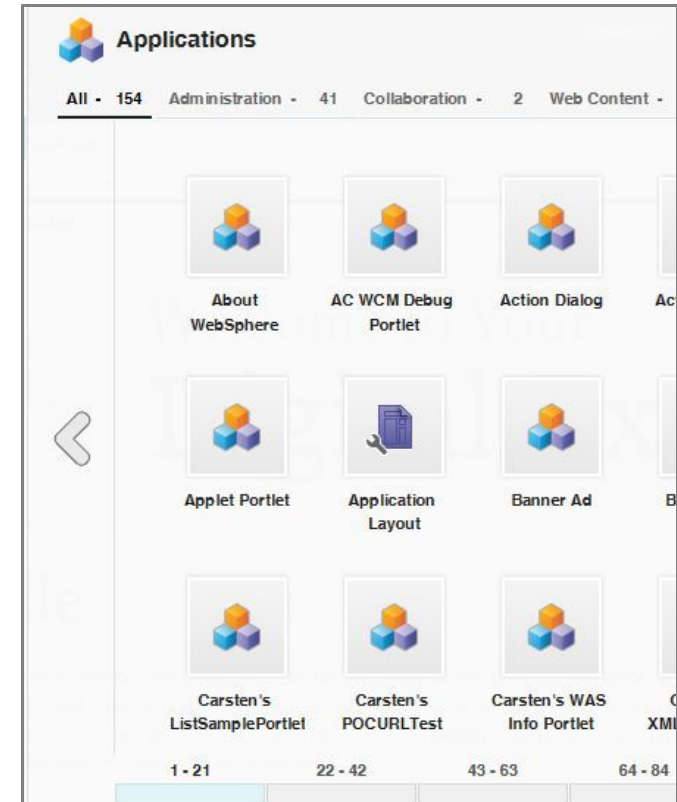 Applications
All - 154 Administration - 41 Collaboration - 2 Web Content -
About AC WCM Debug Action Dialog Ac
WebSphere Portlet
Applet Portlet Application Banner Ad B
Layout
Carsten's Carsten's Carsten's WAS
ListSamplePortlet POCURLTest Info Portlet XMI
1 - 21 22 - 42 43 - 63 64 - 84